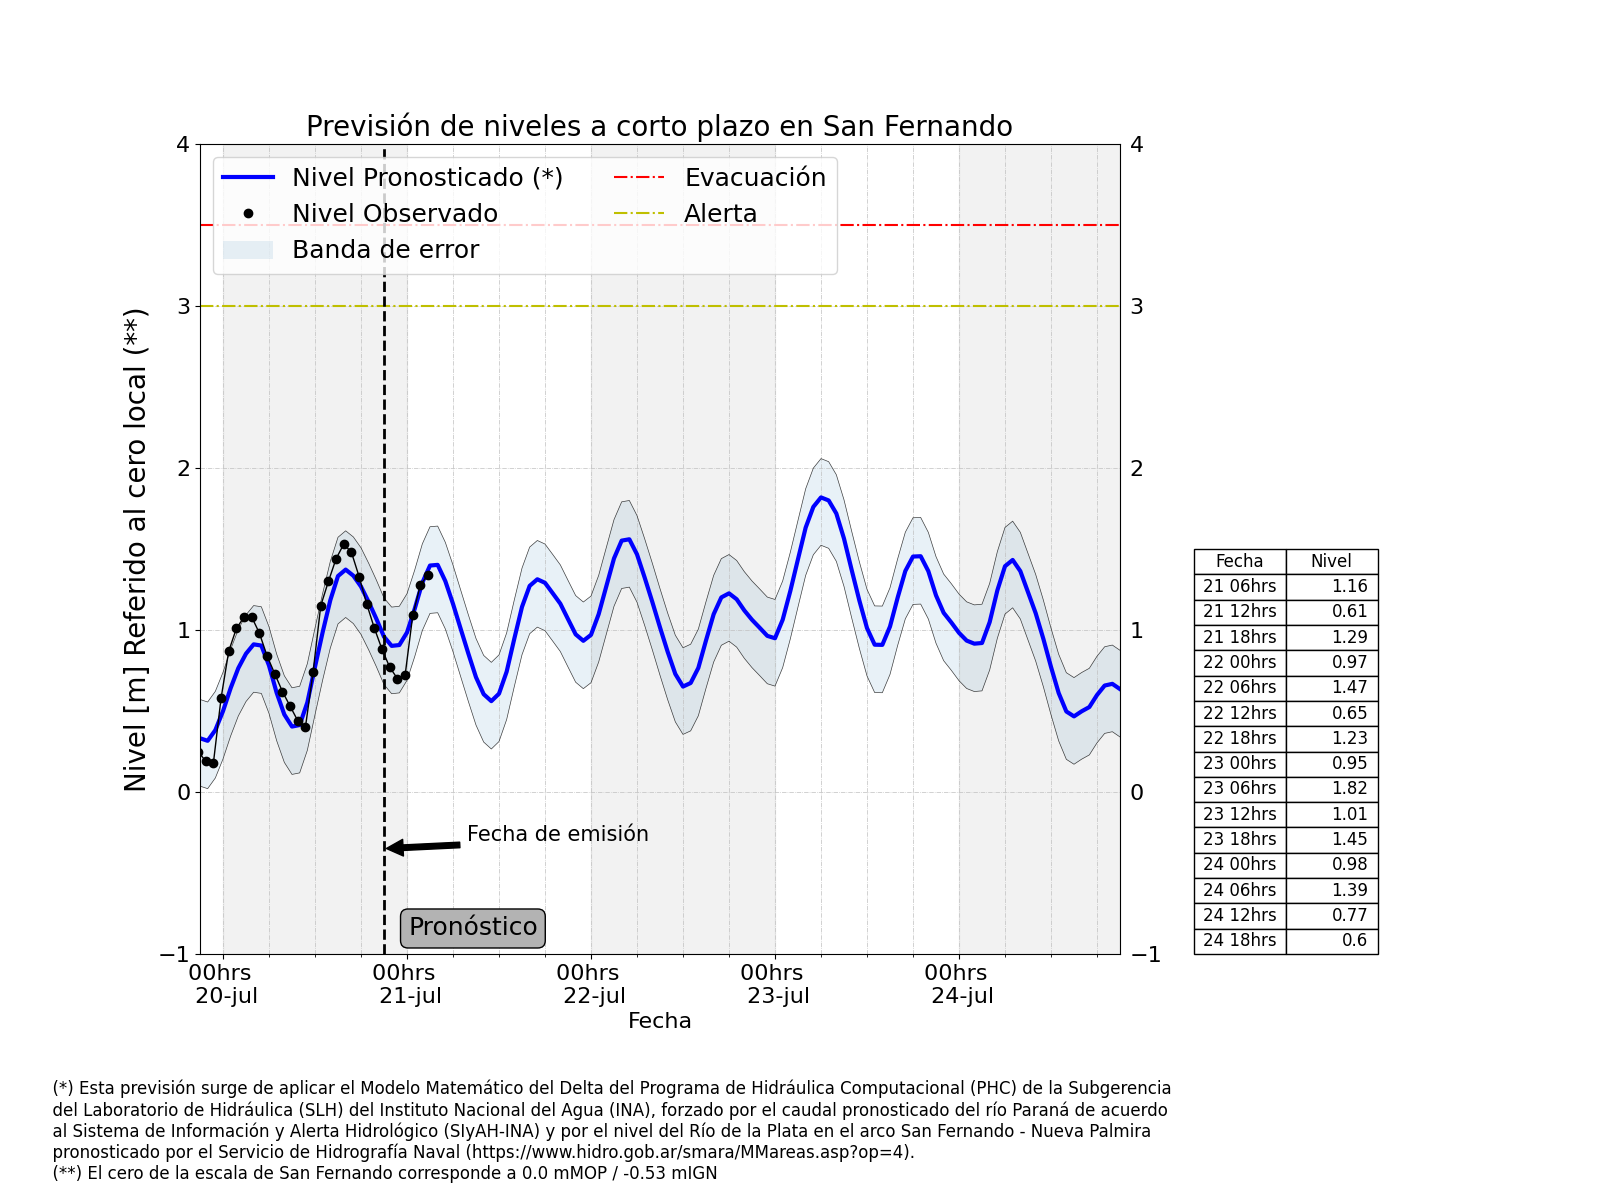 Previsión de niveles a corto plazo en San Fernando
Nivel Pronosticado (*)
Nivel Observado
Banda de error
Evacuación
Alerta
Nivel [m] Referido al cero local (**)
4
3
2
1
0
−1
4
3
2
1
0
−1
Fecha de emisión
Pronóstico
00hrs
20-jul
00hrs
21-jul
00hrs
22-jul
00hrs
23-jul
00hrs
24-jul
Fecha
Fecha Nivel
21 06hrs 1.16
21 12hrs 0.61
21 18hrs 1.29
22 00hrs 0.97
22 06hrs 1.47
22 12hrs 0.65
22 18hrs 1.23
23 00hrs 0.95
23 06hrs 1.82
23 12hrs 1.01
23 18hrs 1.45
24 00hrs 0.98
24 06hrs 1.39
24 12hrs 0.77
24 18hrs 0.6
(*) Esta previsión surge de aplicar el Modelo Matemático del Delta del Programa de Hidráulica Computacional (PHC) de la Subgerencia
del Laboratorio de Hidráulica (SLH) del Instituto Nacional del Agua (INA), forzado por el caudal pronosticado del río Paraná de acuerdo
al Sistema de Información y Alerta Hidrológico (SIyAH-INA) y por el nivel del Río de la Plata en el arco San Fernando - Nueva Palmira
pronosticado por el Servicio de Hidrografía Naval (https://www.hidro.gob.ar/smara/MMareas.asp?op=4).
(**) El cero de la escala de San Fernando corresponde a 0.0 mMOP / -0.53 mIGN